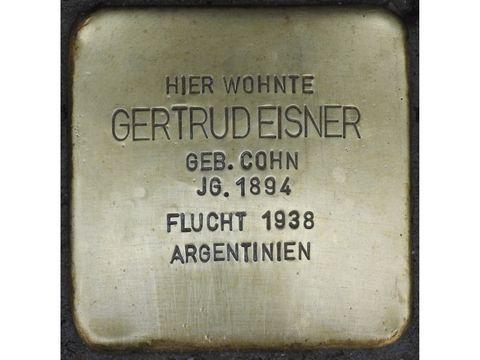 HIER WOHNTE
GERTRUD EISNER
GEB. COHN
JG. 1894
FLUCHT 1938
ARGENTINIEN